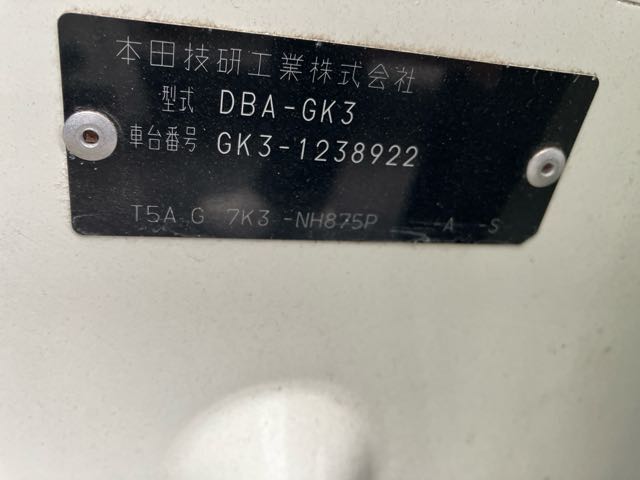 本田技研工業株式会社
型式 DBA-GK3
車台番号 GK3-1238922
T5A G 7K3 -NH875P -A -S